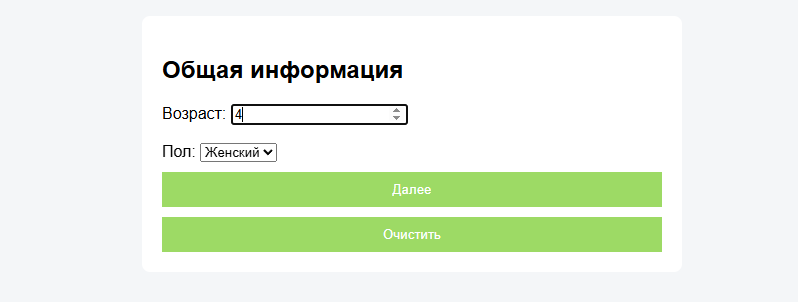 Общая информация
Возраст: 4
Пол: Женский
Далее
Очистить